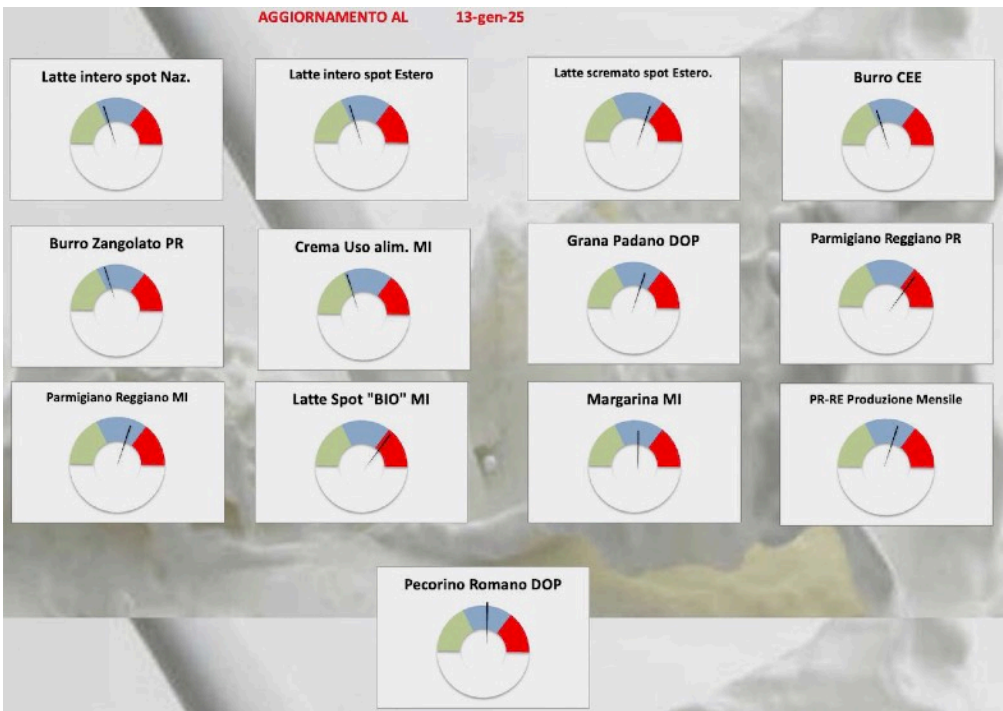 AGGIORNAMENTO AL 13-gen-25
Latte intero spot Naz.
Latte intero spot Estero
Latte scremato spot Estero.
Burro CEE
Burro Zangolato PR
Crema Uso alim. MI
Grana Padano DOP
Parmigiano Reggiano PR
Parmigiano Reggiano MI
Latte Spot "BIO" MI
Margarina MI
PR-RE Produzione Mensile
Pecorino Romano DOP